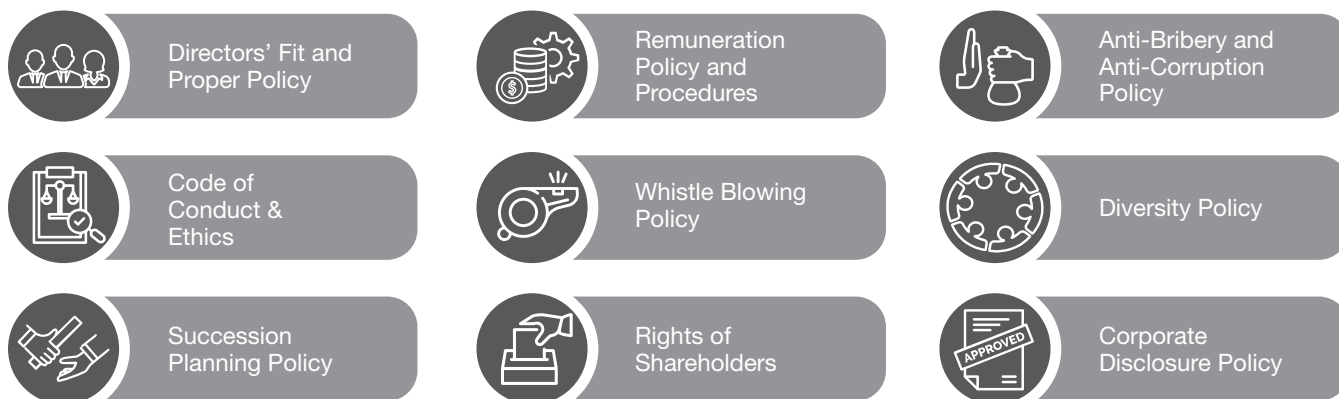 Directors’ Fit and
Proper Policy
Remuneration
Policy and
Procedures
$
Anti-Bribery and
Anti-Corruption
Policy
Code of
Conduct &
Ethics
Whistle Blowing
Policy
Diversity Policy
Succession
Planning Policy
Rights of
Shareholders
APPROVED
Corporate
Disclosure Policy